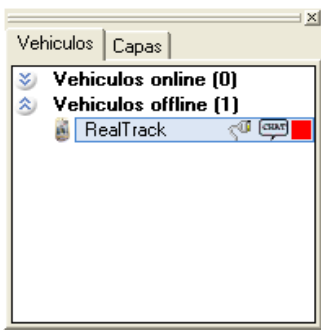 Vehiculos Capas
Vehiculos online (0)
Vehiculos offline (1)
RealTrack CHAT